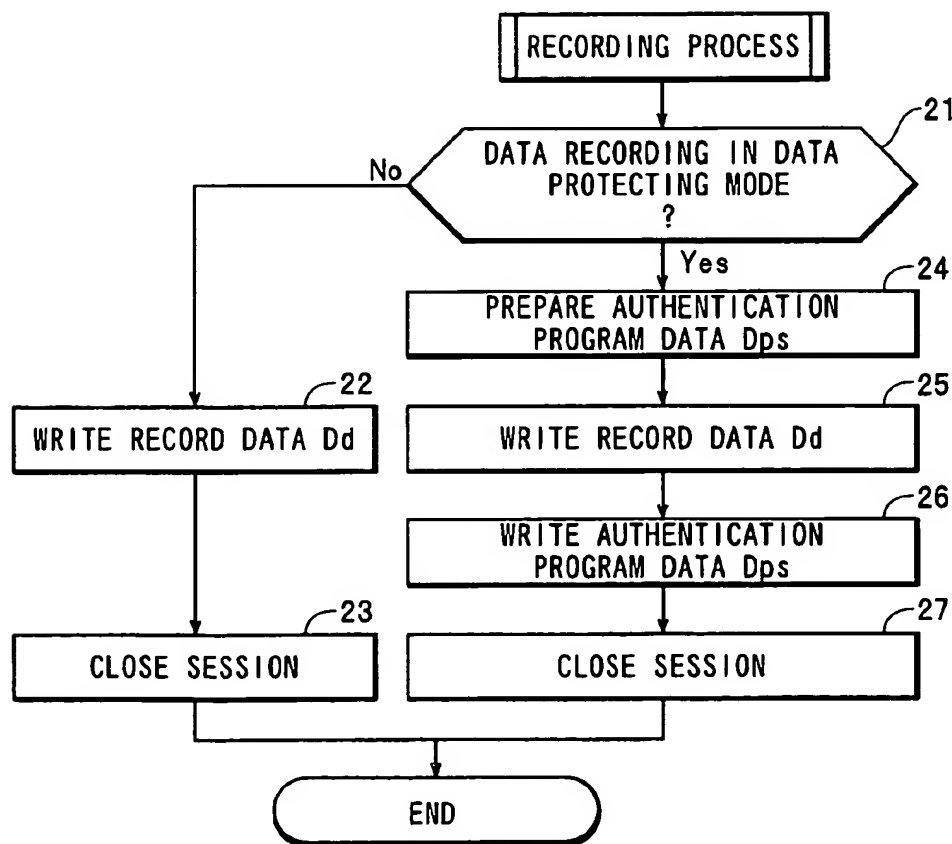 RECORDING PROCESS
21
DATA RECORDING IN DATA
PROTECTING MODE
?
No
Yes
24
PREPARE AUTHENTICATION
PROGRAM DATA Dps
22
WRITE RECORD DATA Dd
25
WRITE RECORD DATA Dd
26
WRITE AUTHENTICATION
PROGRAM DATA Dps
23
CLOSE SESSION
27
CLOSE SESSION
END